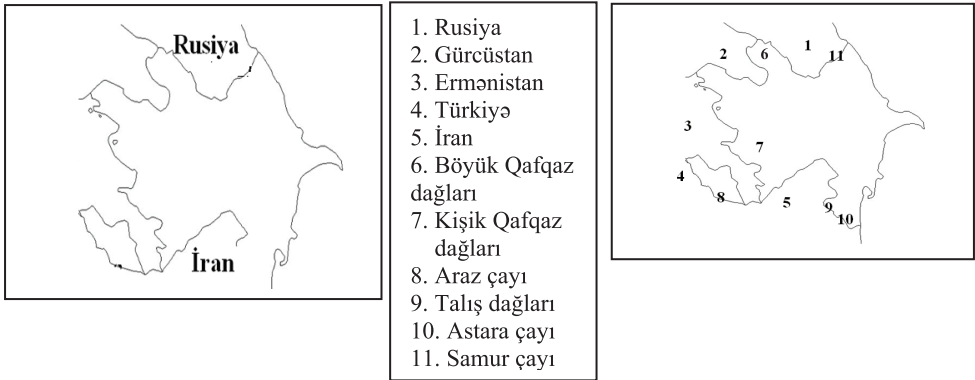 Rusiya
İran
1. Rusiya
2. Gürcüstan
3. Ermənistan
4. Türkiyə
5. İran
6. Böyük Qafqaz
dağları
7. Kişik Qafqaz
dağları
8. Araz çayı
9. Talış dağları
10. Astara çayı
11. Samur çayı
1
2
6
11
3
7
4
8
5
9
10